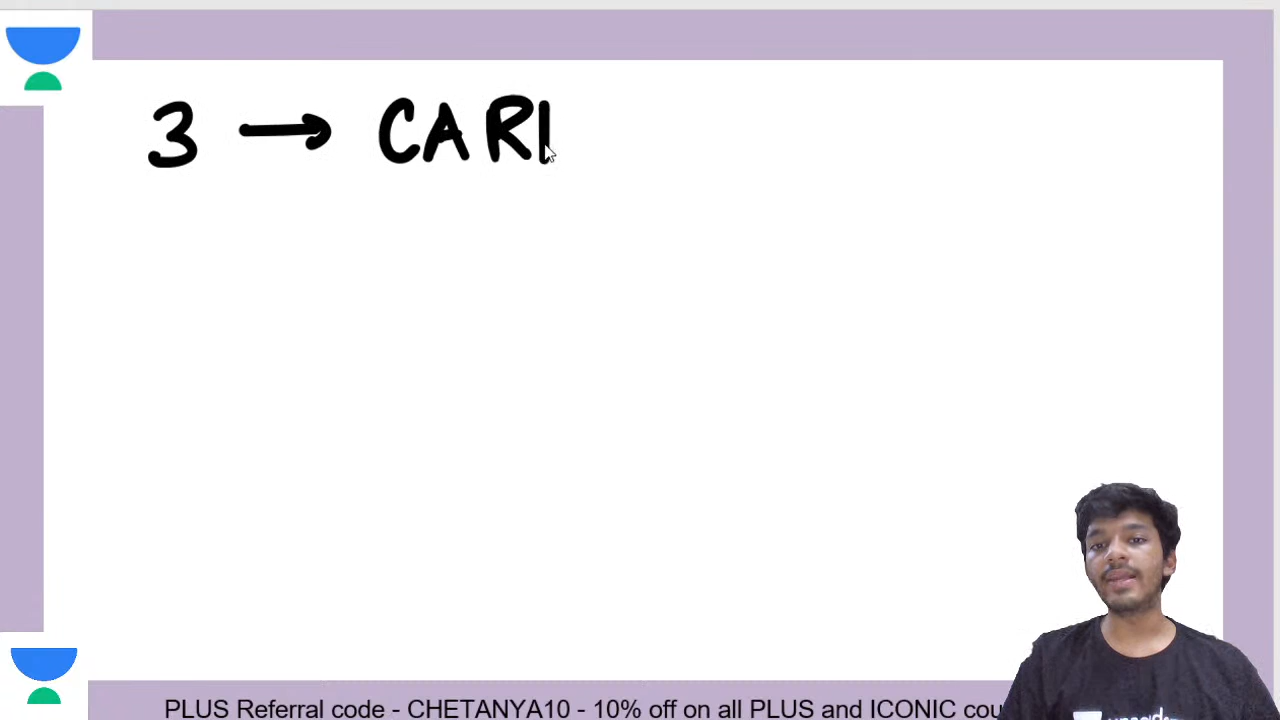 3 → CARI
PLUS Referral code - CHETANYA10 - 10% off on all PLUS and ICONIC cou